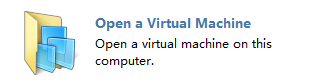 Open a Virtual Machine
Open a virtual machine on this
computer.